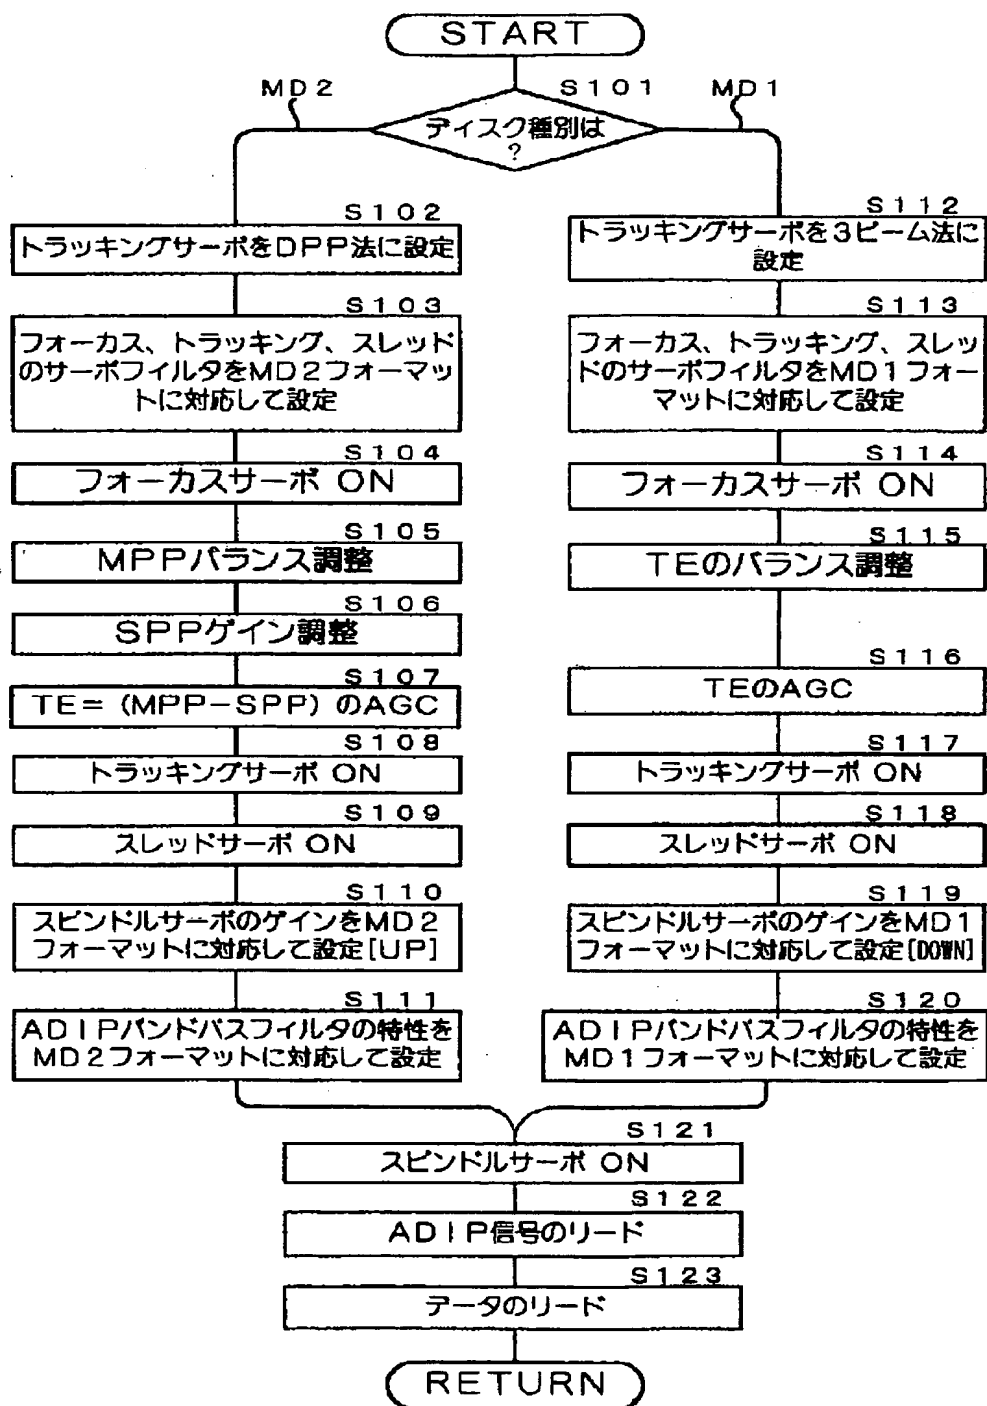 START
MD2
S101
MD1
ディスク種別は
?
S102
トラッキングサーボをDPP法に設定
S103
フォーカス、トラッキング、スレッド
のサーボフィルタをMD2フォーマッ
トに対応して設定
S104
フォーカスサーボ ON
S105
MPPバランス調整
S106
SPPゲイン調整
S107
TE=(MPP-SPP)のAGC
S108
トラッキングサーボ ON
S109
スレッドサーボ ON
S110
スピンドルサーボのゲインをMD2
フォーマットに対応して設定[UP]
S111
ADIPバンドパスフィルタの特性を
MD2フォーマットに対応して設定
S112
トラッキングサーボを3ビーム法に
設定
S113
フォーカス、トラッキング、スレッ
ドのサーボフィルタをMD1フォー
マットに対応して設定
S114
フォーカスサーボ ON
S115
TEのバランス調整
S116
TEのAGC
S117
トラッキングサーボ ON
S118
スレッドサーボ ON
S119
スピンドルサーボのゲインをMD1
フォーマットに対応して設定[DOWN]
S120
ADIPバンドパスフィルタの特性を
MD1フォーマットに対応して設定
S121
スピンドルサーボ ON
S122
ADIP信号のリード
S123
データのリード
RETURN